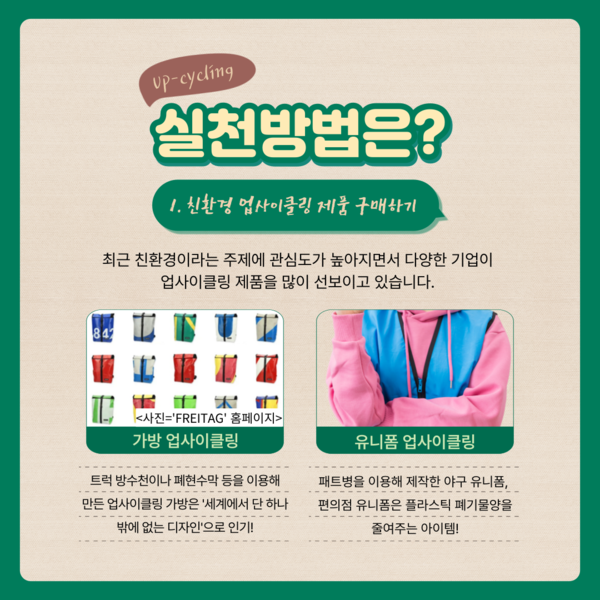 up-cycling
실천방법은?
1. 친환경 업사이클링 제품 구매하기
최근 친환경이라는 주제에 관심도가 높아지면서 다양한 기업이
업사이클링 제품을 많이 선보이고 있습니다.
842
<사진='FREITAG' 홈페이지>
가방 업사이클링
트럭 방수천이나 폐현수막 등을 이용해
만든 업사이클링 가방은 '세계에서 단 하나
밖에 없는 디자인'으로 인기!
유니폼 업사이클링
패트병을 이용해 제작한 야구 유니폼,
편의점 유니폼은 플라스틱 폐기물양을
줄여주는 아이템!